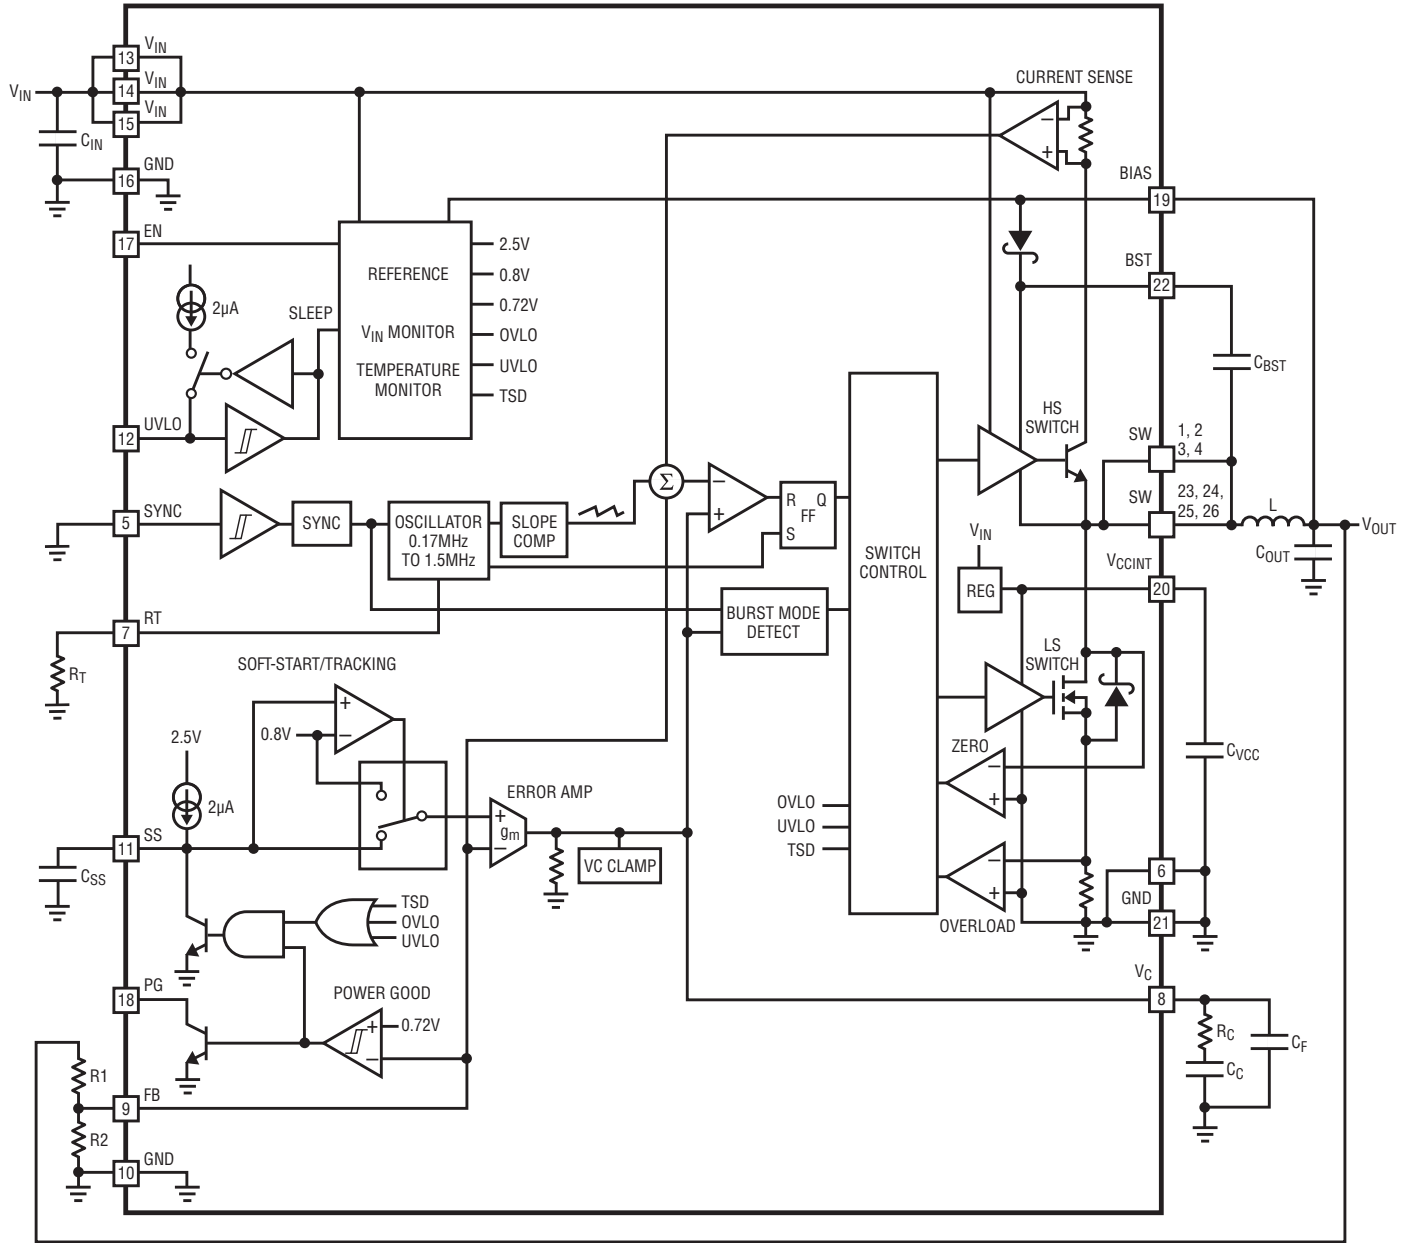 13 VIN
VIN 14 VIN
15 VIN
CIN
16 GND
17 EN
CURRENT SENSE
− +
BIAS 19
BST 22
CBST
REFERENCE
VIN MONITOR
TEMPERATURE
MONITOR
2.5V
0.8V
0.72V
OVLO
UVLO
TSD
2µA
SLEEP
12 UVLO
HS
SWITCH
SW 1, 2
3, 4
SW 23, 24,
25, 26
L
VOUT
COUT
5 SYNC
SYNC
OSCILLATOR
0.17MHz
TO 1.5MHz
SLOPE
COMP
Σ
−
+
R Q
FF
S
SWITCH
CONTROL
VIN
REG
VCCINT
20
7 RT
RT
BURST MODE
DETECT
LS
SWITCH
SOFT-START/TRACKING
+
0.8V −
2.5V
2µA
11 SS
CSS
ERROR AMP
+
gm
−
VC CLAMP
ZERO
−
+
CVCC
OVLO
UVLO
TSD
−
+
OVERLOAD
6
GND
21
TSD
OVLO
UVLO
18 PG
POWER GOOD
+ 0.72V
−
VC
8
RC
CC
CF
R1
9 FB
R2
10 GND